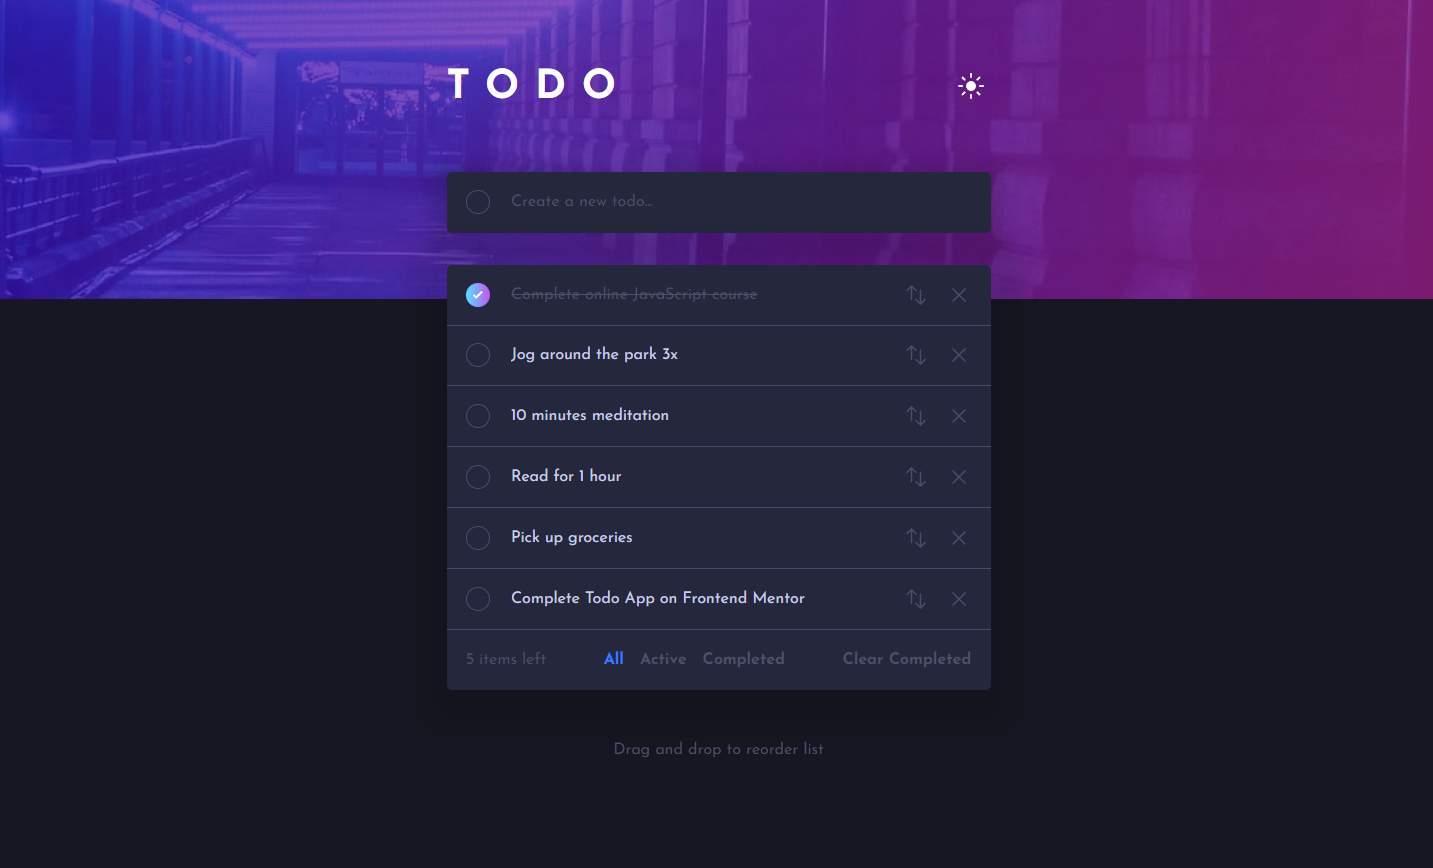 TODO
Create a new todo...
Complete online JavaScript course
Jog around the park 3x
10 minutes meditation
Read for 1 hour
Pick up groceries
Complete Todo App on Frontend Mentor
5 items left All Active Completed Clear Completed
Drag and drop to reorder list